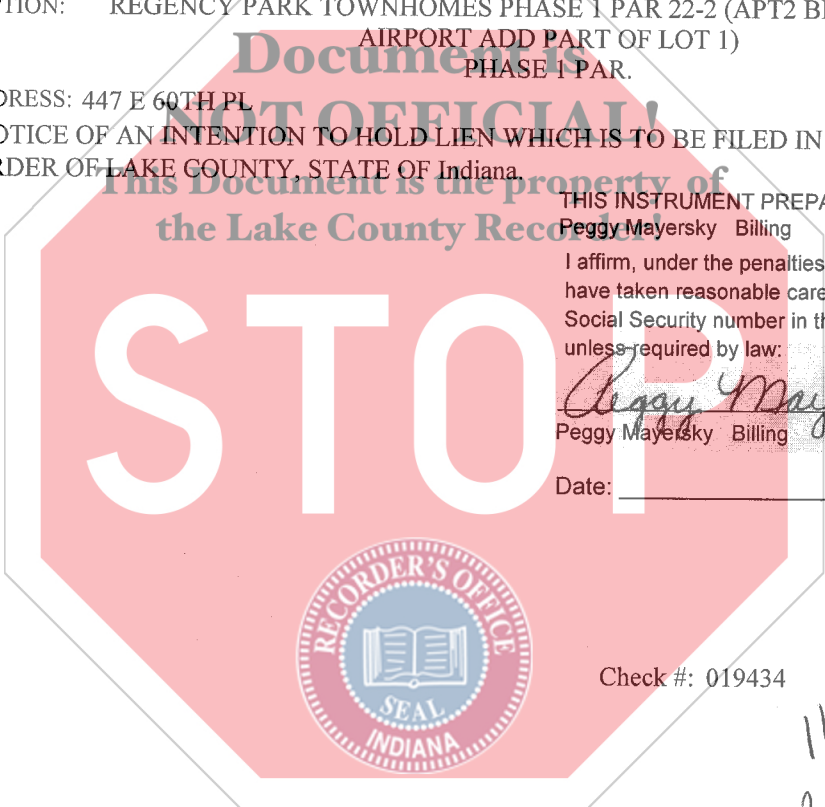 TION: REGENCY PARK TOWNHOMES PHASE 1 PAR 22-2 (APT2
AIRPORT ADD PART OF LOT 1)
Document is
PHASE 1 PAR.
DRESS: 447 E 60TH PL
NOT OFFICIAL!
OTICE OF AN INTENTION TO HOLD LIEN WHICH IS TO BE FILED IN
RDER OF LAKE COUNTY, STATE OF Indiana.
This Document is the property of
the Lake County Recorder!
THIS INSTRUMENT PREPA
Peggy Mayersky Billing
I affirm, under the penalties
have taken reasonable care
Social Security number in th
unless required by law:
STOP
Peggy May
Peggy Mayersky Billing
Date:
RECORDER'S OFFICE
SEAL
INDIANA
Check #: 019434